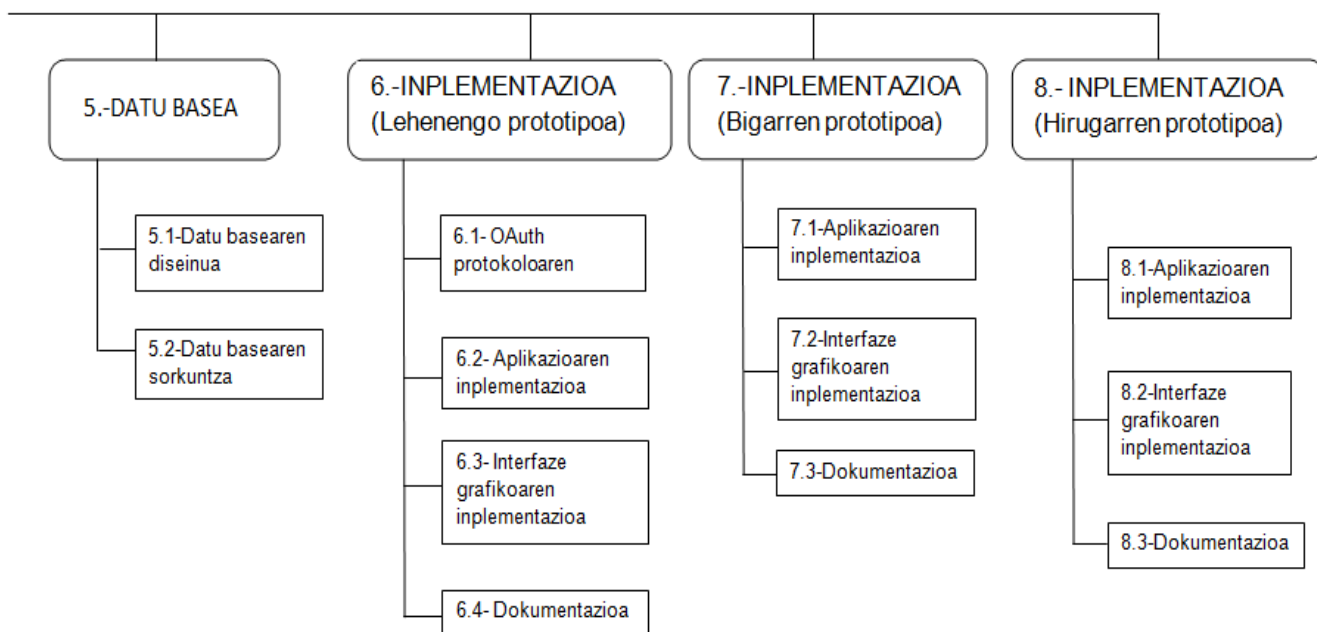 5.-DATU BASEA
5.1-Datu basearen
diseinua
5.2-Datu basearen
sorkuntza
6.-INPLEMENTAZIOA
(Lehenengo prototipoa)
6.1- OAuth
protokoloaren
6.2- Aplikazioaren
inplementazioa
6.3- Interfaze
grafikoaren
inplementazioa
6.4- Dokumentazioa
7.-INPLEMENTAZIOA
(Bigarren prototipoa)
7.1-Aplikazioaren
inplementazioa
7.2-Interfaze
grafikoaren
inplementazioa
7.3-Dokumentazioa
8.- INPLEMENTAZIOA
(Hirugarren prototipoa)
8.1-Aplikazioaren
inplementazioa
8.2-Interfaze
grafikoaren
inplementazioa
8.3-Dokumentazioa